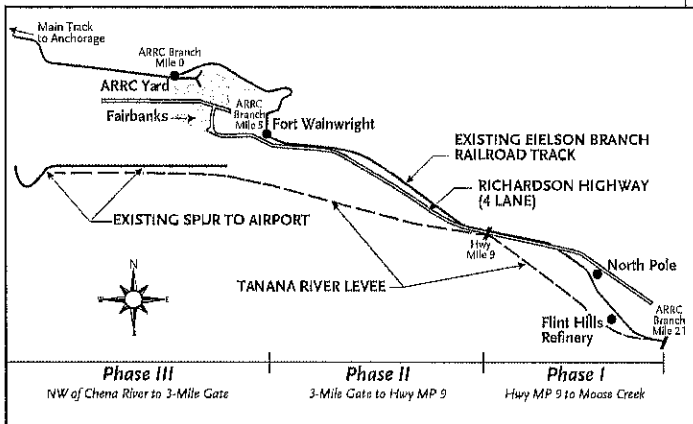 Main Track
to Anchorage
ARRC Branch
Mile 0
ARRC Yard
Fairbanks
ARRC
Branch
Mile 5
Fort Wainwright
EXISTING EIELSON BRANCH
RAILROAD TRACK
RICHARDSON HIGHWAY
(4 LANE)
EXISTING SPUR TO AIRPORT
Hwy
Mile 9
N
TANANA RIVER LEVEE
North Pole
Flint Hills
Refinery
ARRC
Branch
Mile 21
Phase III
NW of Chena River to 3-Mile Gate
Phase II
3-Mile Gate to Hwy MP 9
Phase I
Hwy MP 9 to Moose Creek